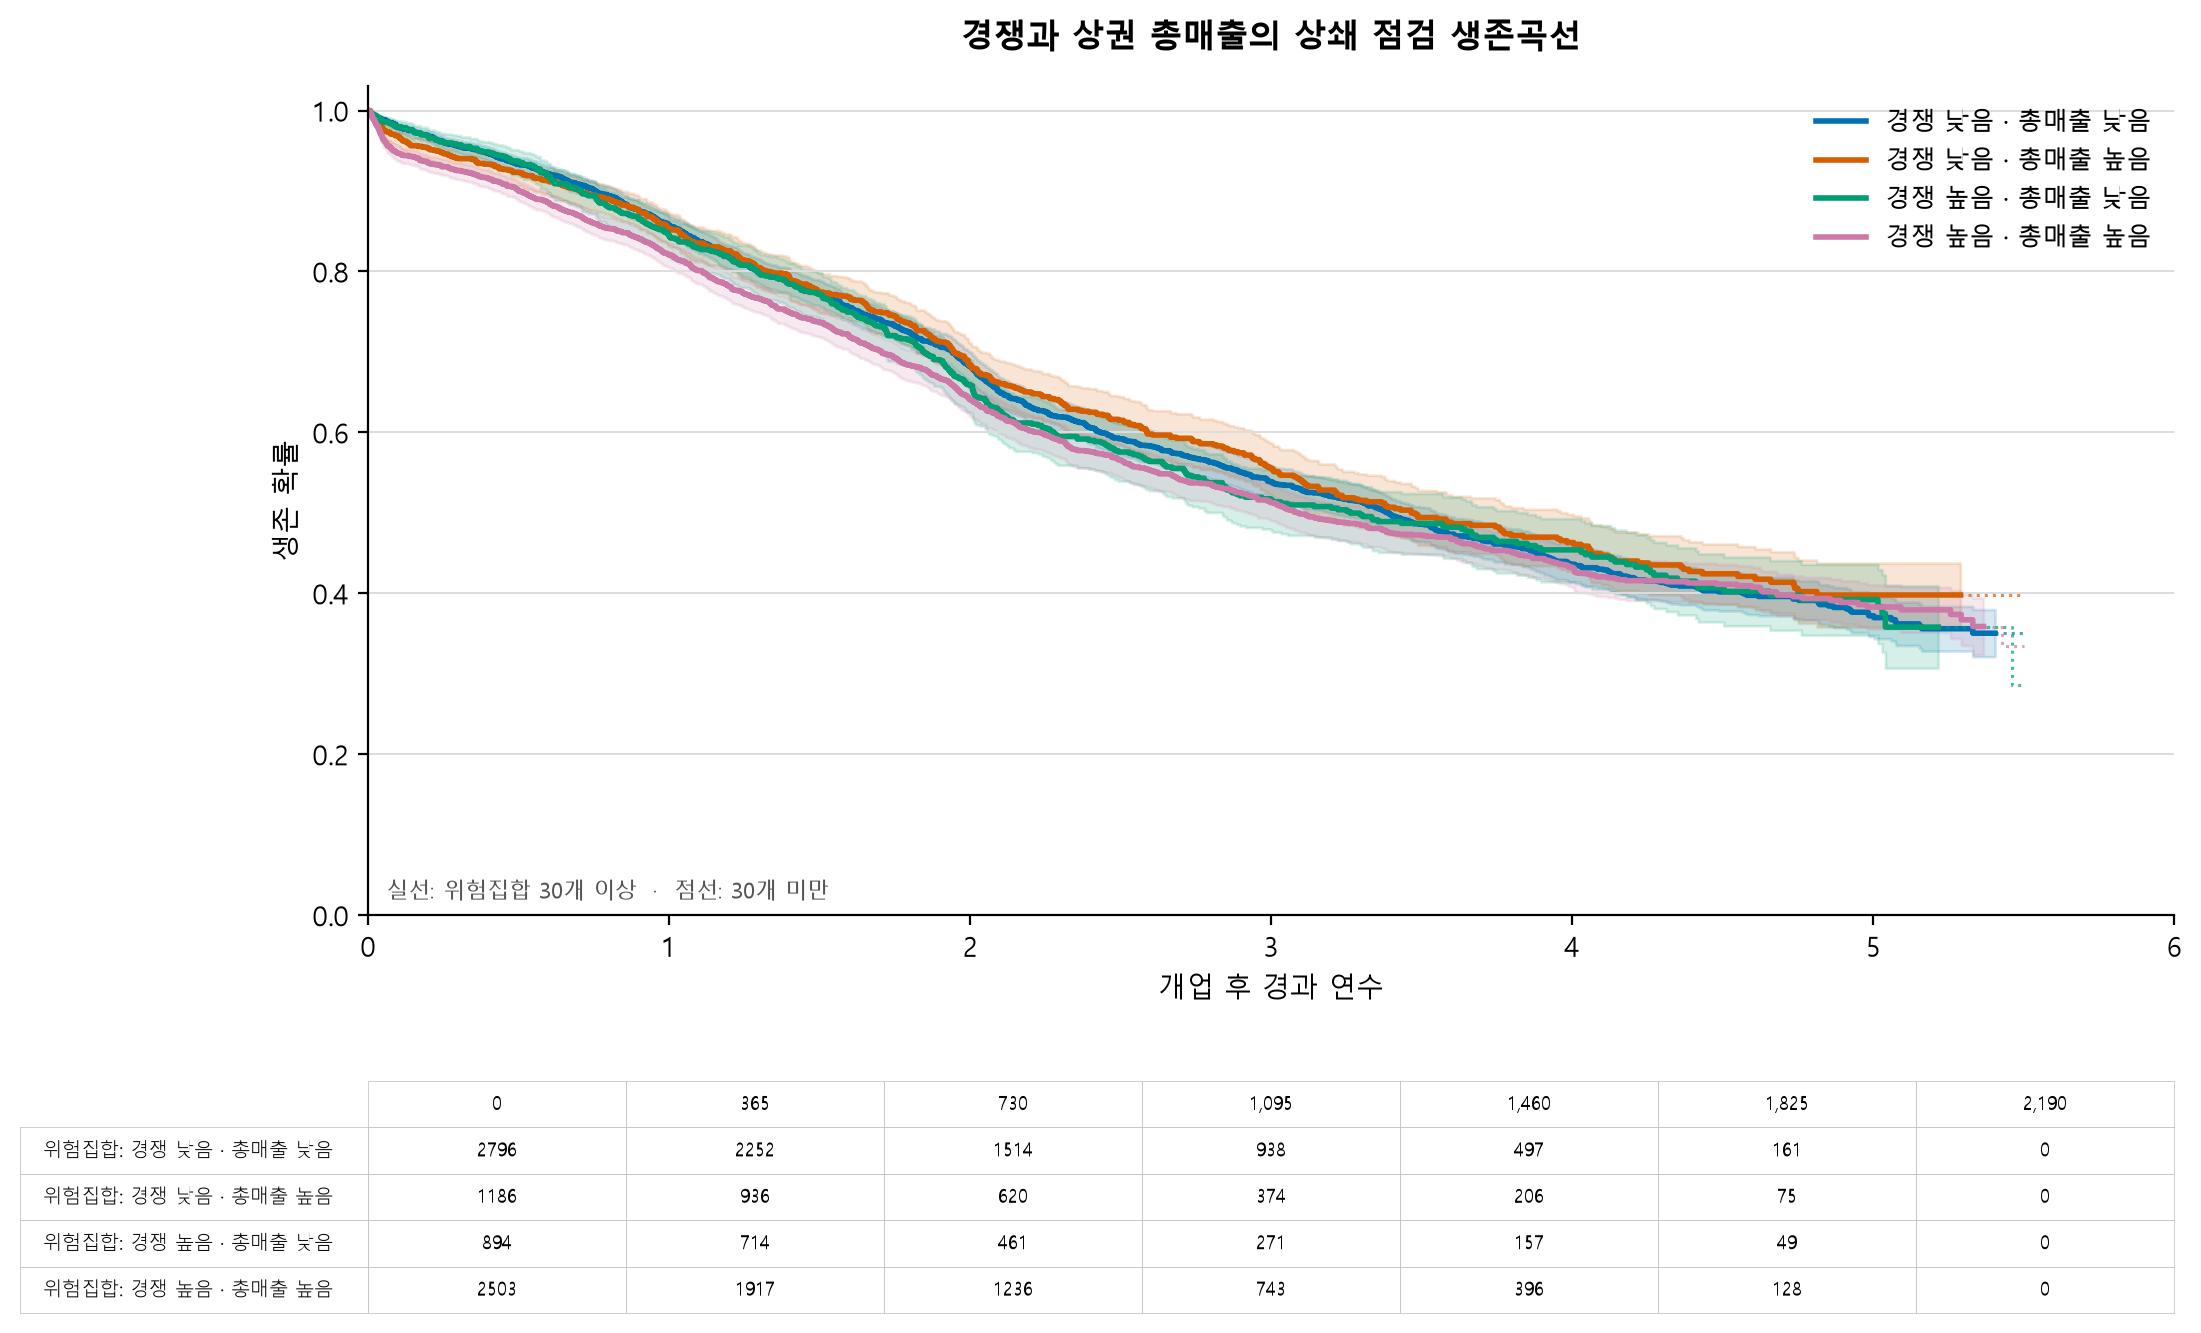 경쟁과 상권 총매출의 상쇄 점검 생존곡선
생존 확률
1.0
0.8
0.6
0.4
0.2
0.0
경쟁 낮음 · 총매출 낮음
경쟁 낮음 · 총매출 높음
경쟁 높음 · 총매출 낮음
경쟁 높음 · 총매출 높음
실선: 위험집합 30개 이상 · 점선: 30개 미만
0 1 2 3 4 5 6
개업 후 경과 연수
0 365 730 1,095 1,460 1,825 2,190
위험집합: 경쟁 낮음 · 총매출 낮음 2796 2252 1514 938 497 161 0
위험집합: 경쟁 낮음 · 총매출 높음 1186 936 620 374 206 75 0
위험집합: 경쟁 높음 · 총매출 낮음 894 714 461 271 157 49 0
위험집합: 경쟁 높음 · 총매출 높음 2503 1917 1236 743 396 128 0